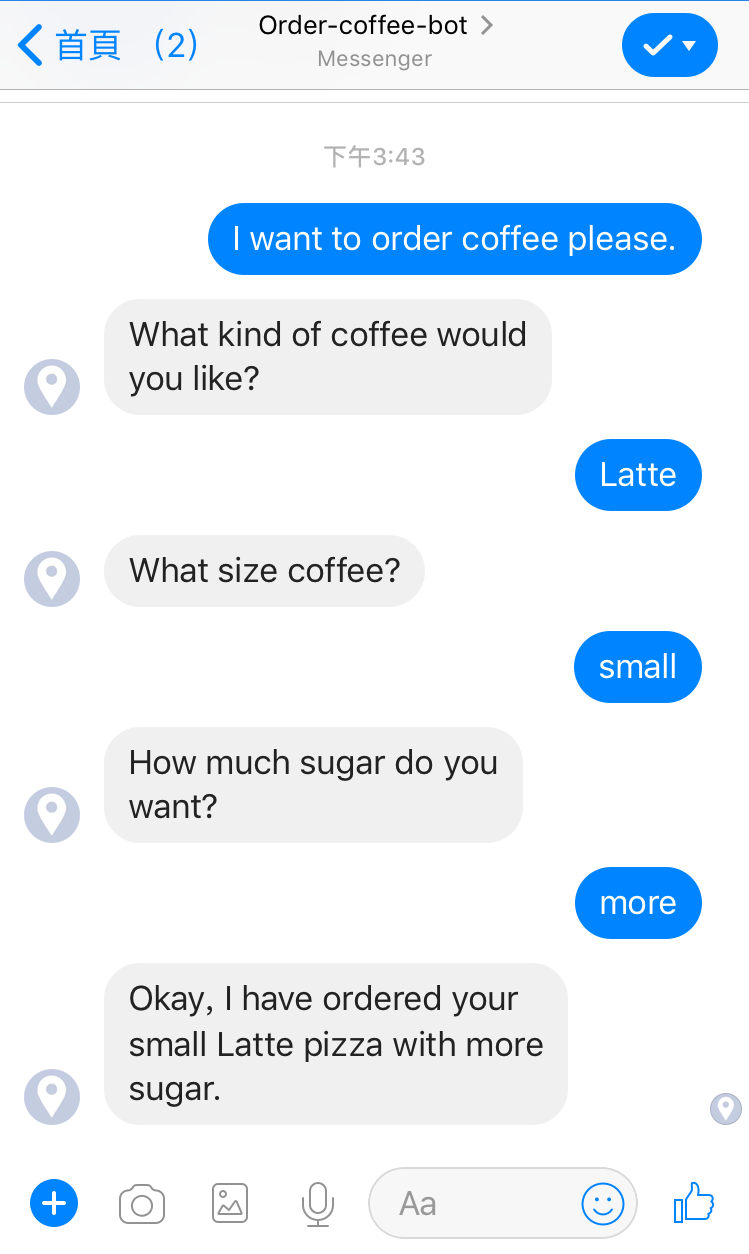 首頁 (2)
Order-coffee-bot
Messenger
下午3:43
I want to order coffee please.
What kind of coffee would
you like?
Latte
What size coffee?
small
How much sugar do you
want?
more
Okay, I have ordered your
small Latte pizza with more
sugar.
Aa